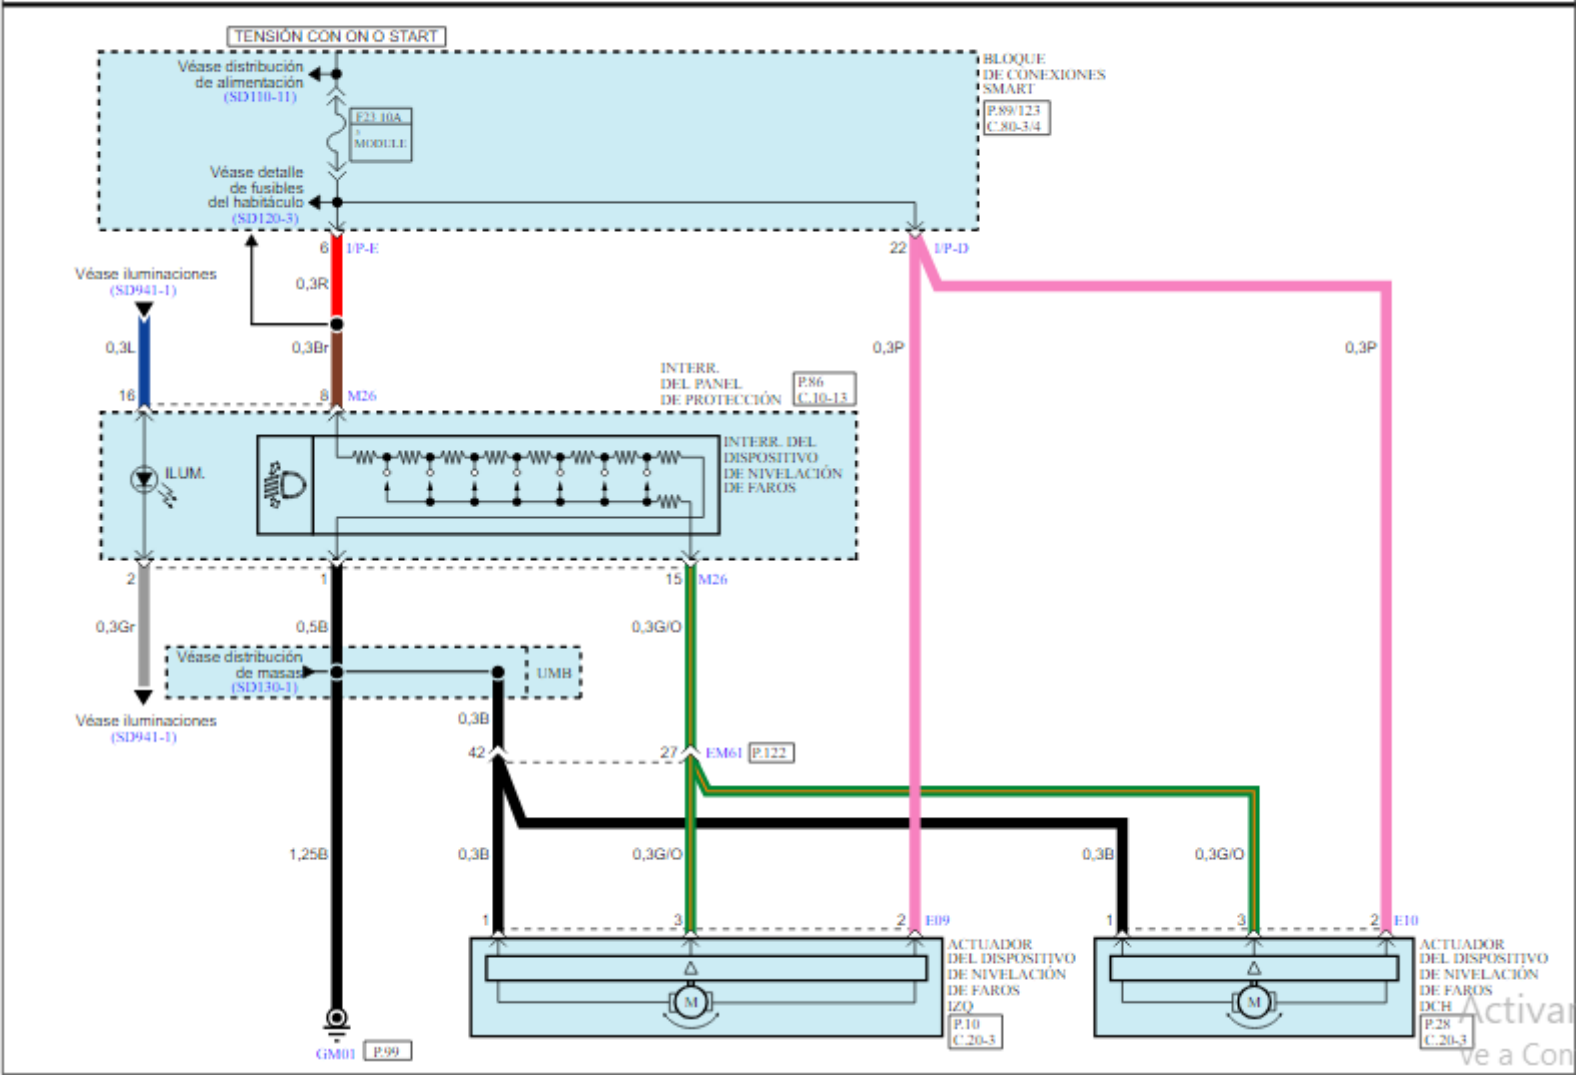 TENSIÓN CON ON O START
Véase distribución
de alimentación
(SD110-11)
F23 10A
MODULE
Véase detalle
de fusibles
del habitáculo
(SD120-3)
BLOQUE
DE CONEXIONES
SMART
P.89/123
C.80-3/4
6 I/P-E
22 I/P-D
Véase iluminaciones
(SD941-1)
0,3R
0,3L
0,3Br
0,3P
0,3P
INTERR.
DEL PANEL
DE PROTECCIÓN
P.86
C.10-13
16
8 M26
ILUM.
INTERR. DEL
DISPOSITIVO
DE NIVELACIÓN
DE FAROS
2
1
15 M26
0,3Gr
0,5B
0,3G/O
Véase distribución
de masas
(SD130-1)
UMB
Véase iluminaciones
(SD941-1)
0,3B
42
27 EM61 P.122
1,25B
0,3B
0,3G/O
0,3B
0,3G/O
1
3
2 E09
1
3
2 E10
M
ACTUADOR
DEL DISPOSITIVO
DE NIVELACIÓN
DE FAROS
IZQ
P.10
C.20-3
M
ACTUADOR
DEL DISPOSITIVO
DE NIVELACIÓN
DE FAROS
DCH
P.28
C.20-3
GM01 P.99
Activar
Ve a Con